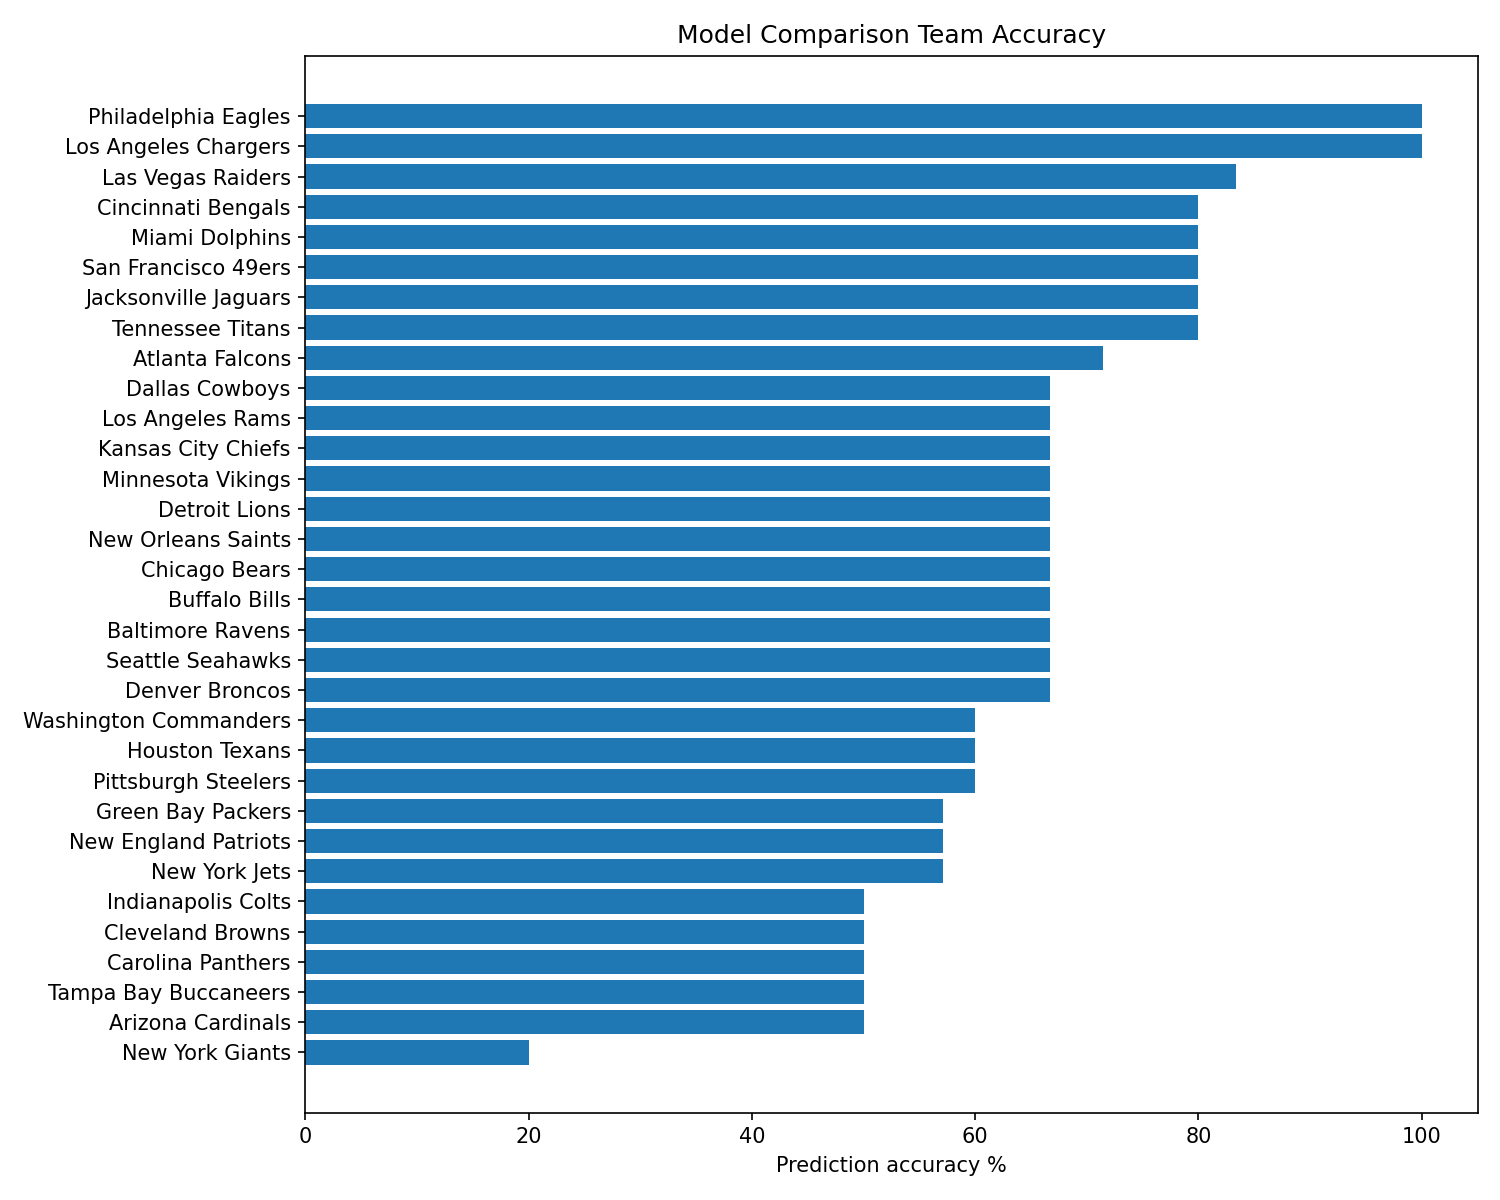 Model Comparison Team Accuracy
Philadelphia Eagles
Los Angeles Chargers
Las Vegas Raiders
Cincinnati Bengals
Miami Dolphins
San Francisco 49ers
Jacksonville Jaguars
Tennessee Titans
Atlanta Falcons
Dallas Cowboys
Los Angeles Rams
Kansas City Chiefs
Minnesota Vikings
Detroit Lions
New Orleans Saints
Chicago Bears
Buffalo Bills
Baltimore Ravens
Seattle Seahawks
Denver Broncos
Washington Commanders
Houston Texans
Pittsburgh Steelers
Green Bay Packers
New England Patriots
New York Jets
Indianapolis Colts
Cleveland Browns
Carolina Panthers
Tampa Bay Buccaneers
Arizona Cardinals
New York Giants
0 20 40 60 80 100
Prediction accuracy %